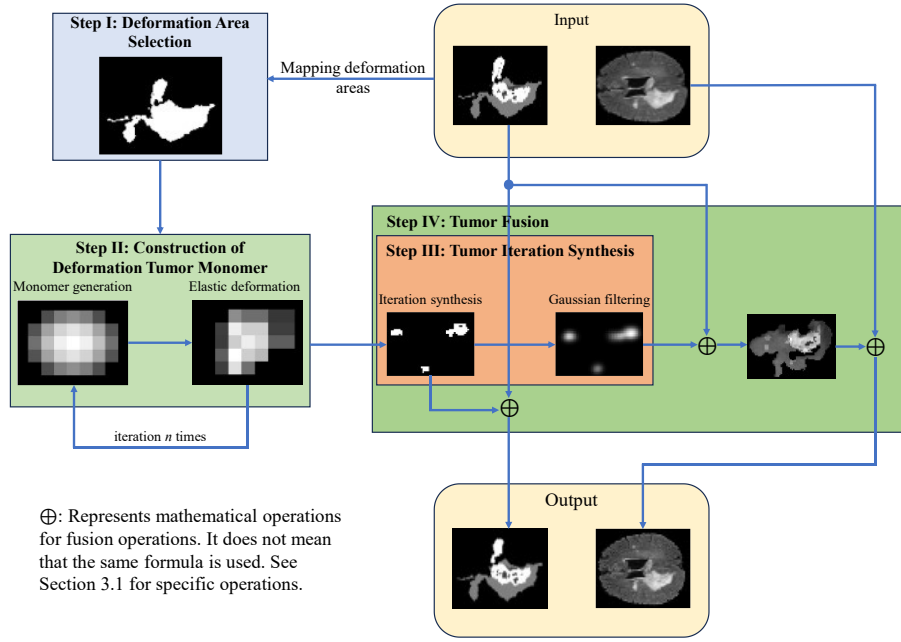 Step I: Deformation Area
Selection
Input
Mapping deformation
areas
Step IV: Tumor Fusion
Step II: Construction of
Deformation Tumor Monomer
Monomer generation
Elastic deformation
Step III: Tumor Iteration Synthesis
Iteration synthesis
Gaussian filtering
⊕
⊕
⊕
iteration n times
Output
⊕: Represents mathematical operations
for fusion operations. It does not mean
that the same formula is used. See
Section 3.1 for specific operations.